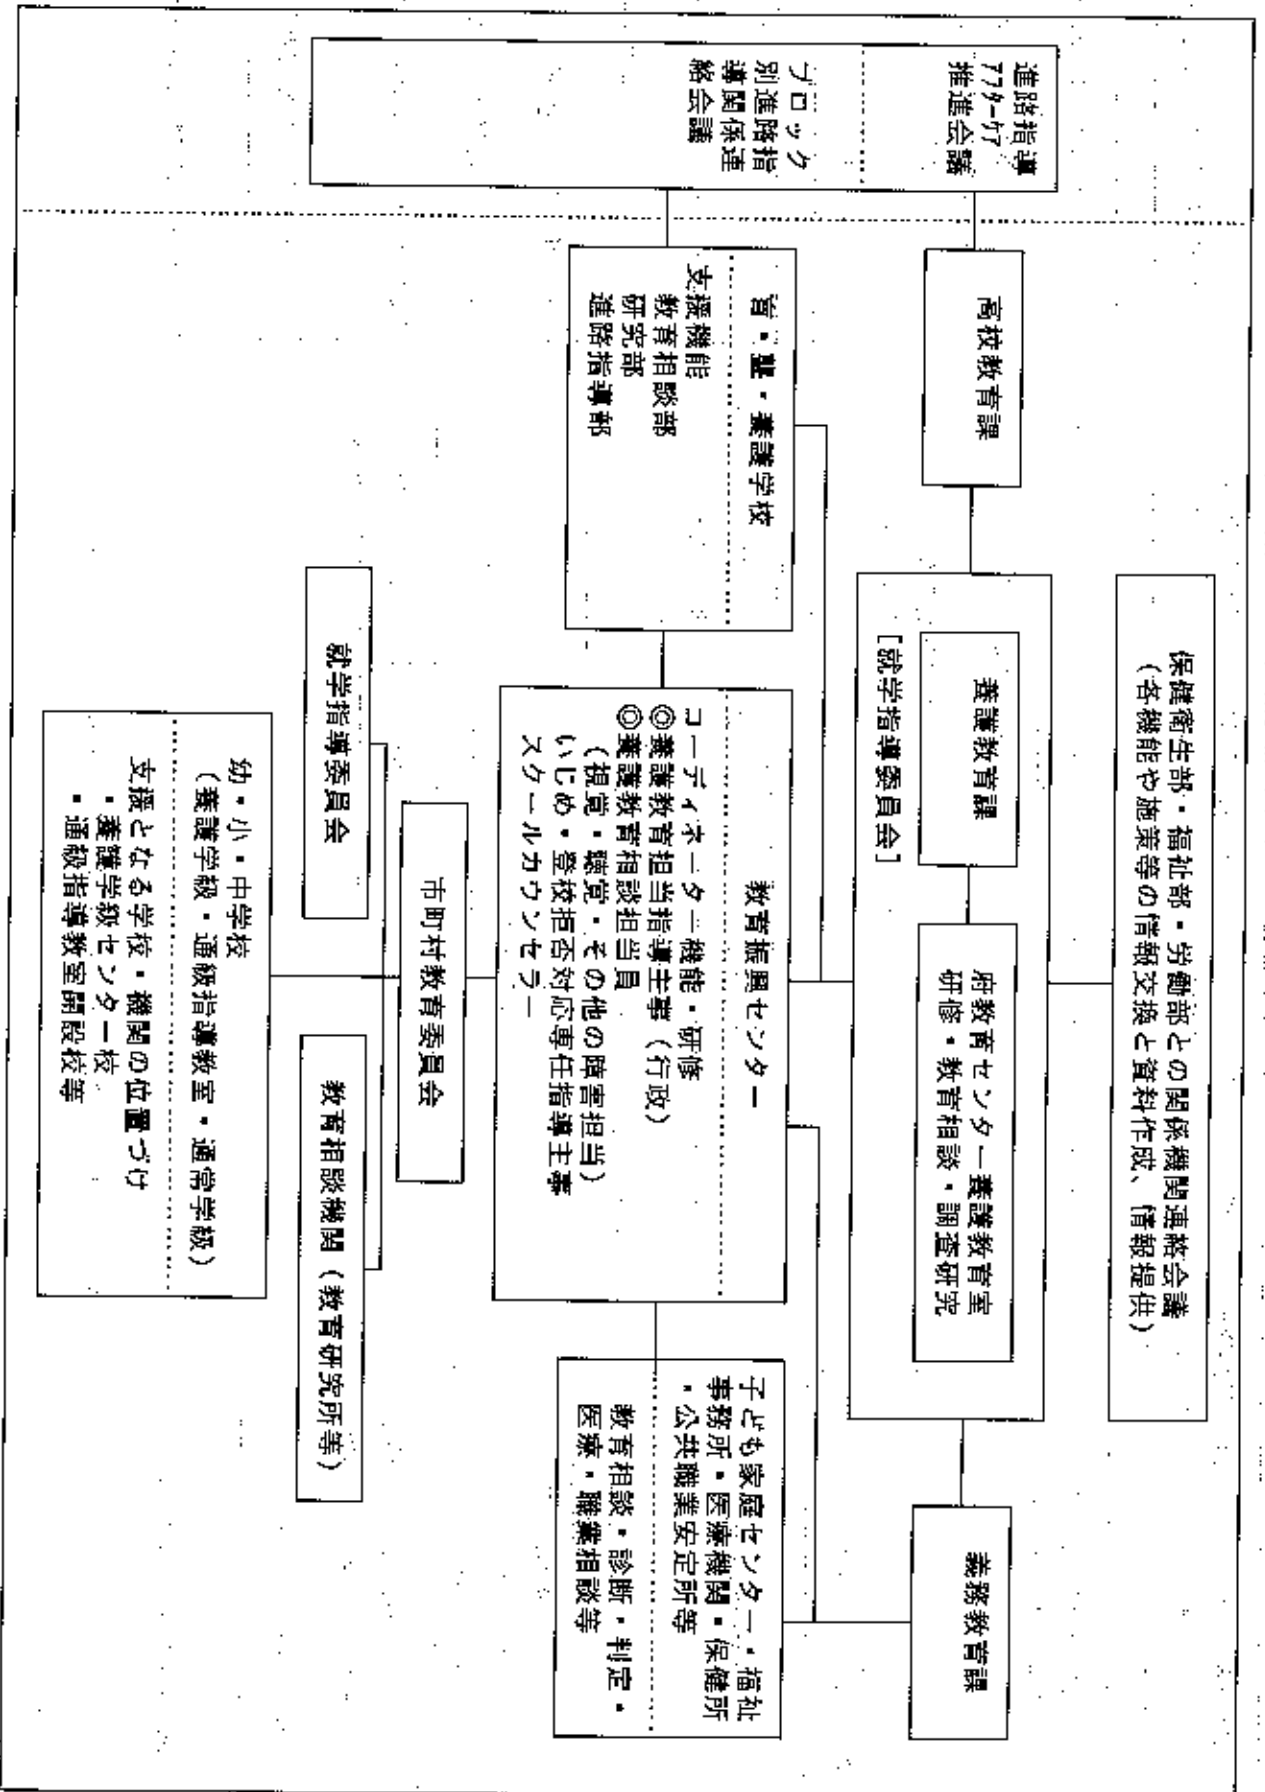 保健衛生部・福祉部・労働部との関係機関連絡会議
（各機能や施策等の情報交換と資料作成、情報提供）
進路指導
アフターケア
推進会議
ブロック
別進路指
導関係連
絡会議
高校教育課
養護教育課
府教育センター養護教育室
研修・教育相談・調査研究
［就学指導委員会］
義務教育課
盲・聾・養護学校
支援機能
教育相談部
研究部
進路指導部
教育振興センター
コーディネーター機能・研修
◎養護教育担当指導主事（行政）
◎養護教育相談担当員
（視覚・聴覚・その他の障害担当）
いじめ・登校拒否対応専任指導主事
スクールカウンセラー
子ども家庭センター・福祉
事務所・医療機関・保健所
・公共職業安定所等
教育相談・診断・判定・
医療・職業相談等
市町村教育委員会
就学指導委員会
教育相談機関（教育研究所等）
幼・小・中学校
（養護学級・通級指導教室・通常学級）
支援となる学校・機関の位置づけ
・養護学級センター校
・通級指導教室開設校等